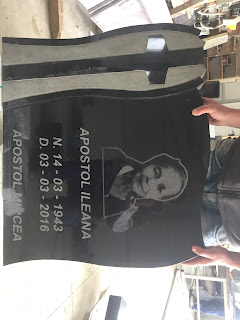 APOSTOL ILEANA
N. 14 - 03 - 1943
D. 03 - 03 - 2016
APOSTOL MIRCEA